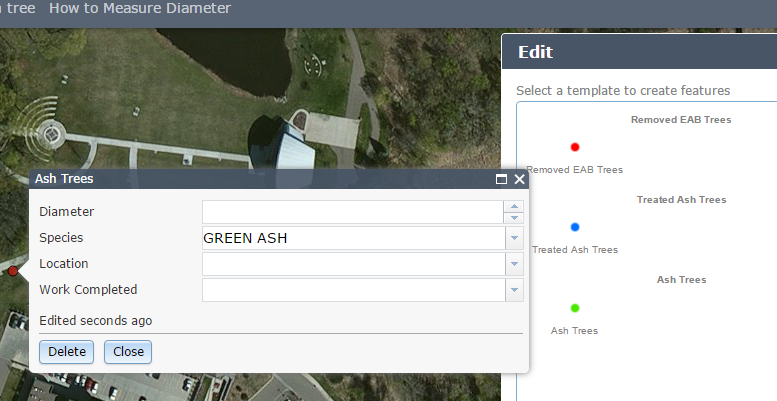 tree How to Measure Diameter
Edit
Select a template to create features
Removed EAB Trees
Removed EAB Trees
Treated Ash Trees
Treated Ash Trees
Ash Trees
Ash Trees
Ash Trees
Diameter
Species GREEN ASH
Location
Work Completed
Edited seconds ago
Delete Close